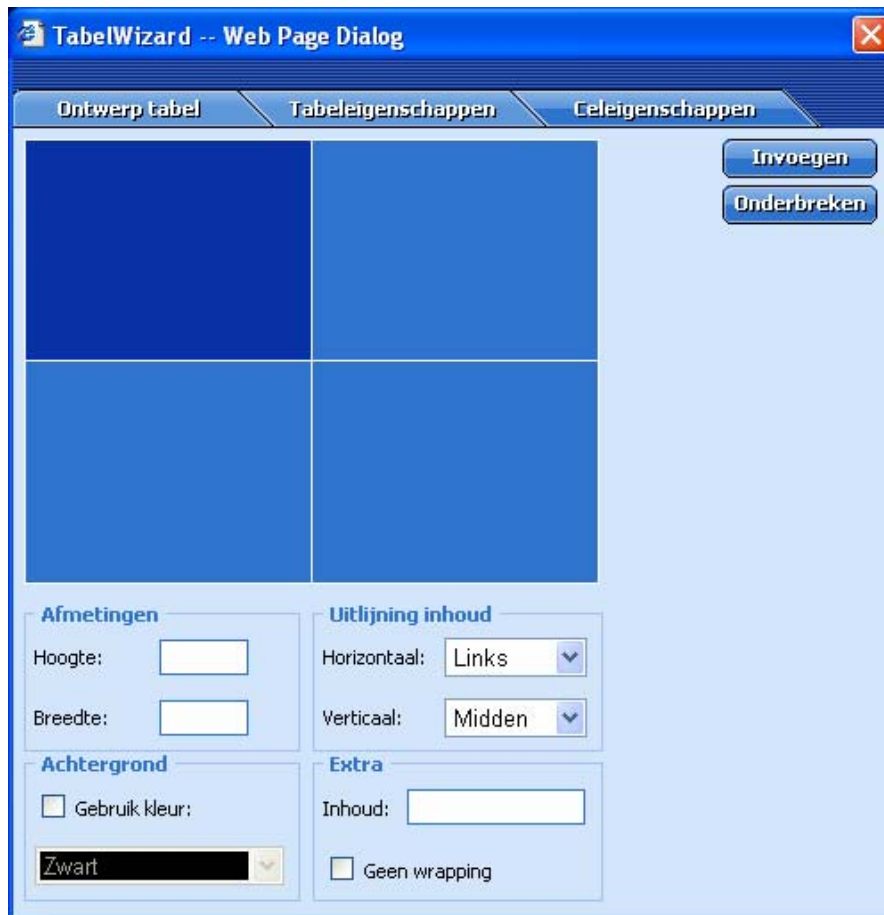 TabelWizard -- Web Page Dialog
Ontwerp tabel
Tabeleigenschappen
Celeigenschappen
Invoegen
Onderbreken
Afmetingen
Hoogte:
Breedte:
Uitlijning inhoud
Horizontaal: Links
Verticaal: Midden
Achtergrond
Gebruik kleur:
Zwart
Extra
Inhoud:
Geen wrapping